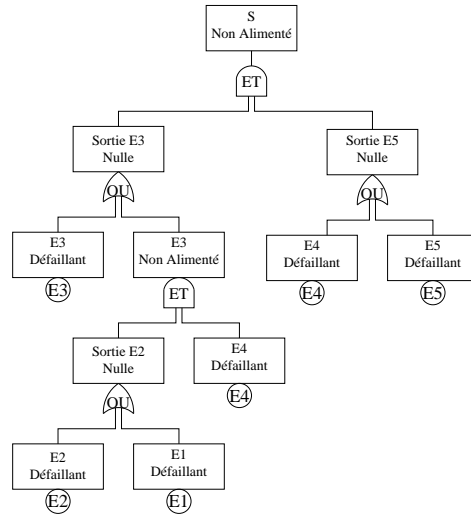 S
Non Alimenté
ET
Sortie E3
Nulle
Sortie E5
Nulle
OU
OU
E3
Défaillant
E3
Non Alimenté
E4
Défaillant
E5
Défaillant
E3
ET
E4
E5
Sortie E2
Nulle
E4
Défaillant
OU
E4
E2
Défaillant
E1
Défaillant
E2
E1